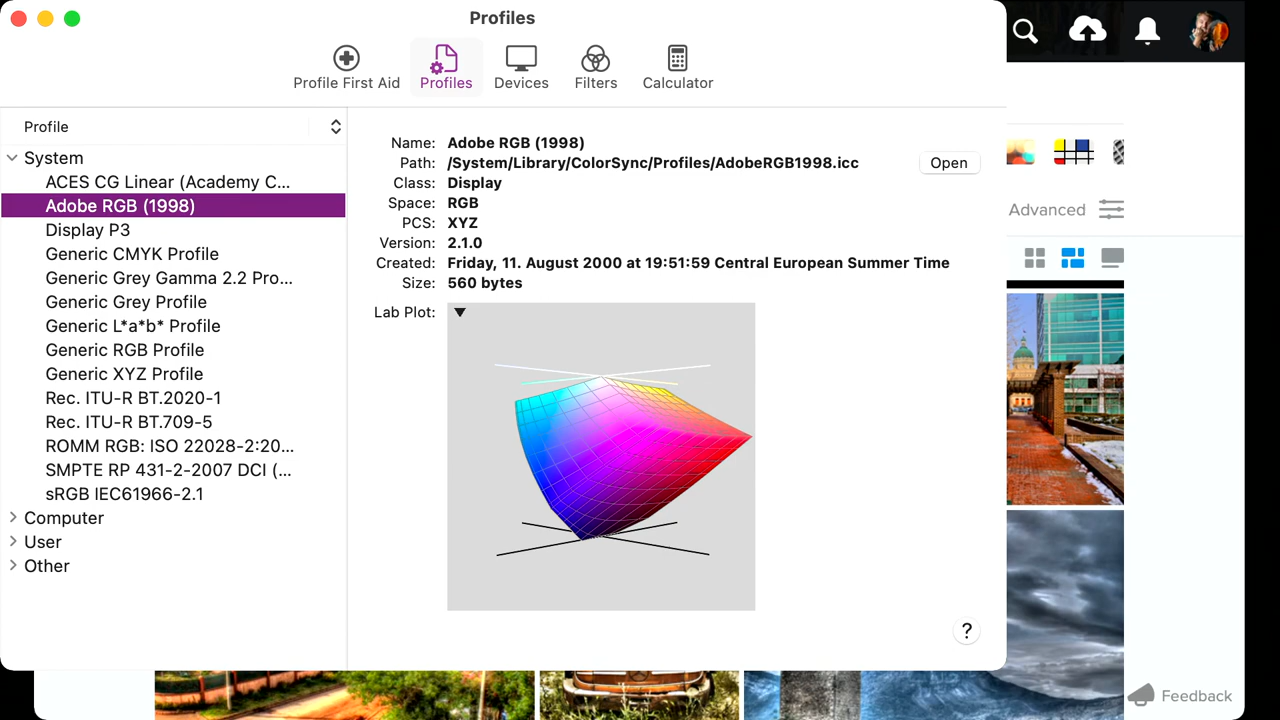 Profiles
Profile First Aid
Profiles
Devices
Filters
Calculator
Profile
System
ACES CG Linear (Academy C...
Adobe RGB (1998)
Display P3
Generic CMYK Profile
Generic Grey Gamma 2.2 Pro...
Generic Grey Profile
Generic L*a*b* Profile
Generic RGB Profile
Generic XYZ Profile
Rec. ITU-R BT.2020-1
Rec. ITU-R BT.709-5
ROMM RGB: ISO 22028-2:20...
SMPTE RP 431-2-2007 DCI (...
sRGB IEC61966-2.1
Computer
User
Other
Name: Adobe RGB (1998)
Path: /System/Library/ColorSync/Profiles/AdobeRGB1998.icc
Open
Class: Display
Space: RGB
PCS: XYZ
Version: 2.1.0
Created: Friday, 11. August 2000 at 19:51:59 Central European Summer Time
Size: 560 bytes
Lab Plot:
?
Advanced
Feedback